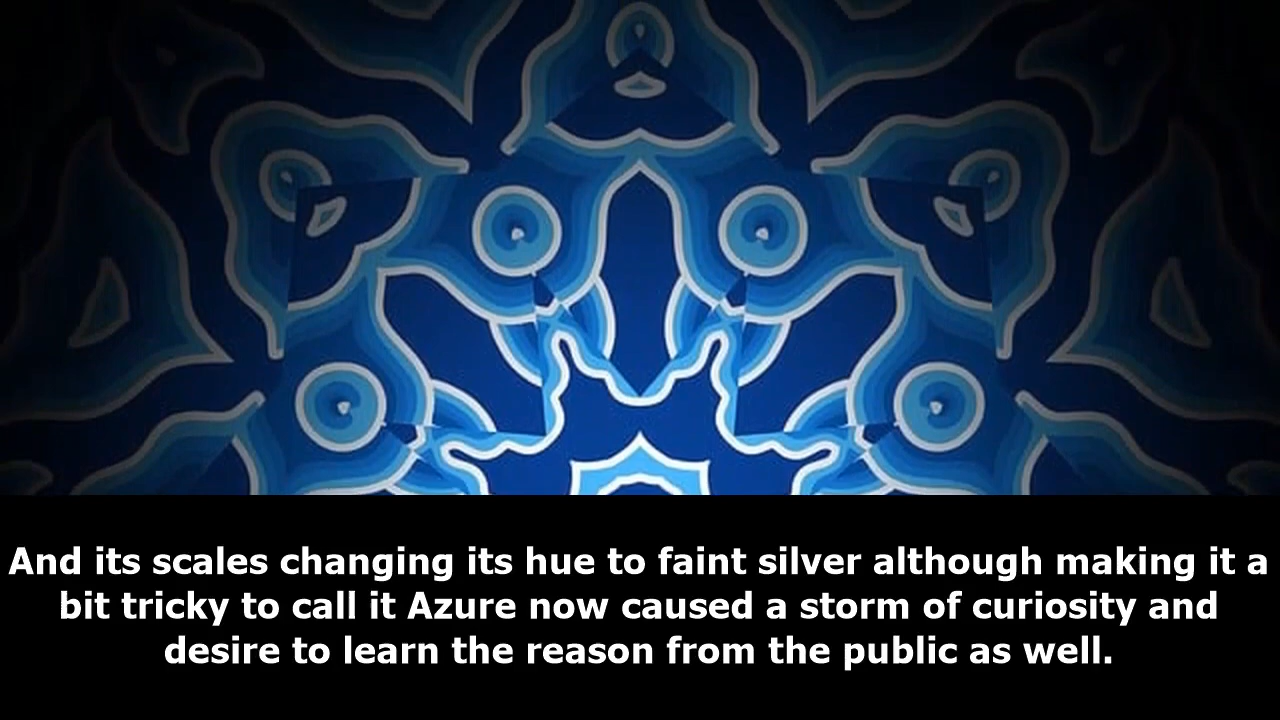 And its scales changing its hue to faint silver although making it a
bit tricky to call it Azure now caused a storm of curiosity and
desire to learn the reason from the public as well.